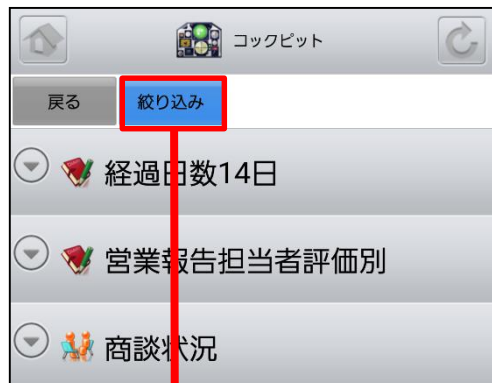 コックピット
戻る 絞り込み
経過日数14日
営業報告担当者評価別
商談状況